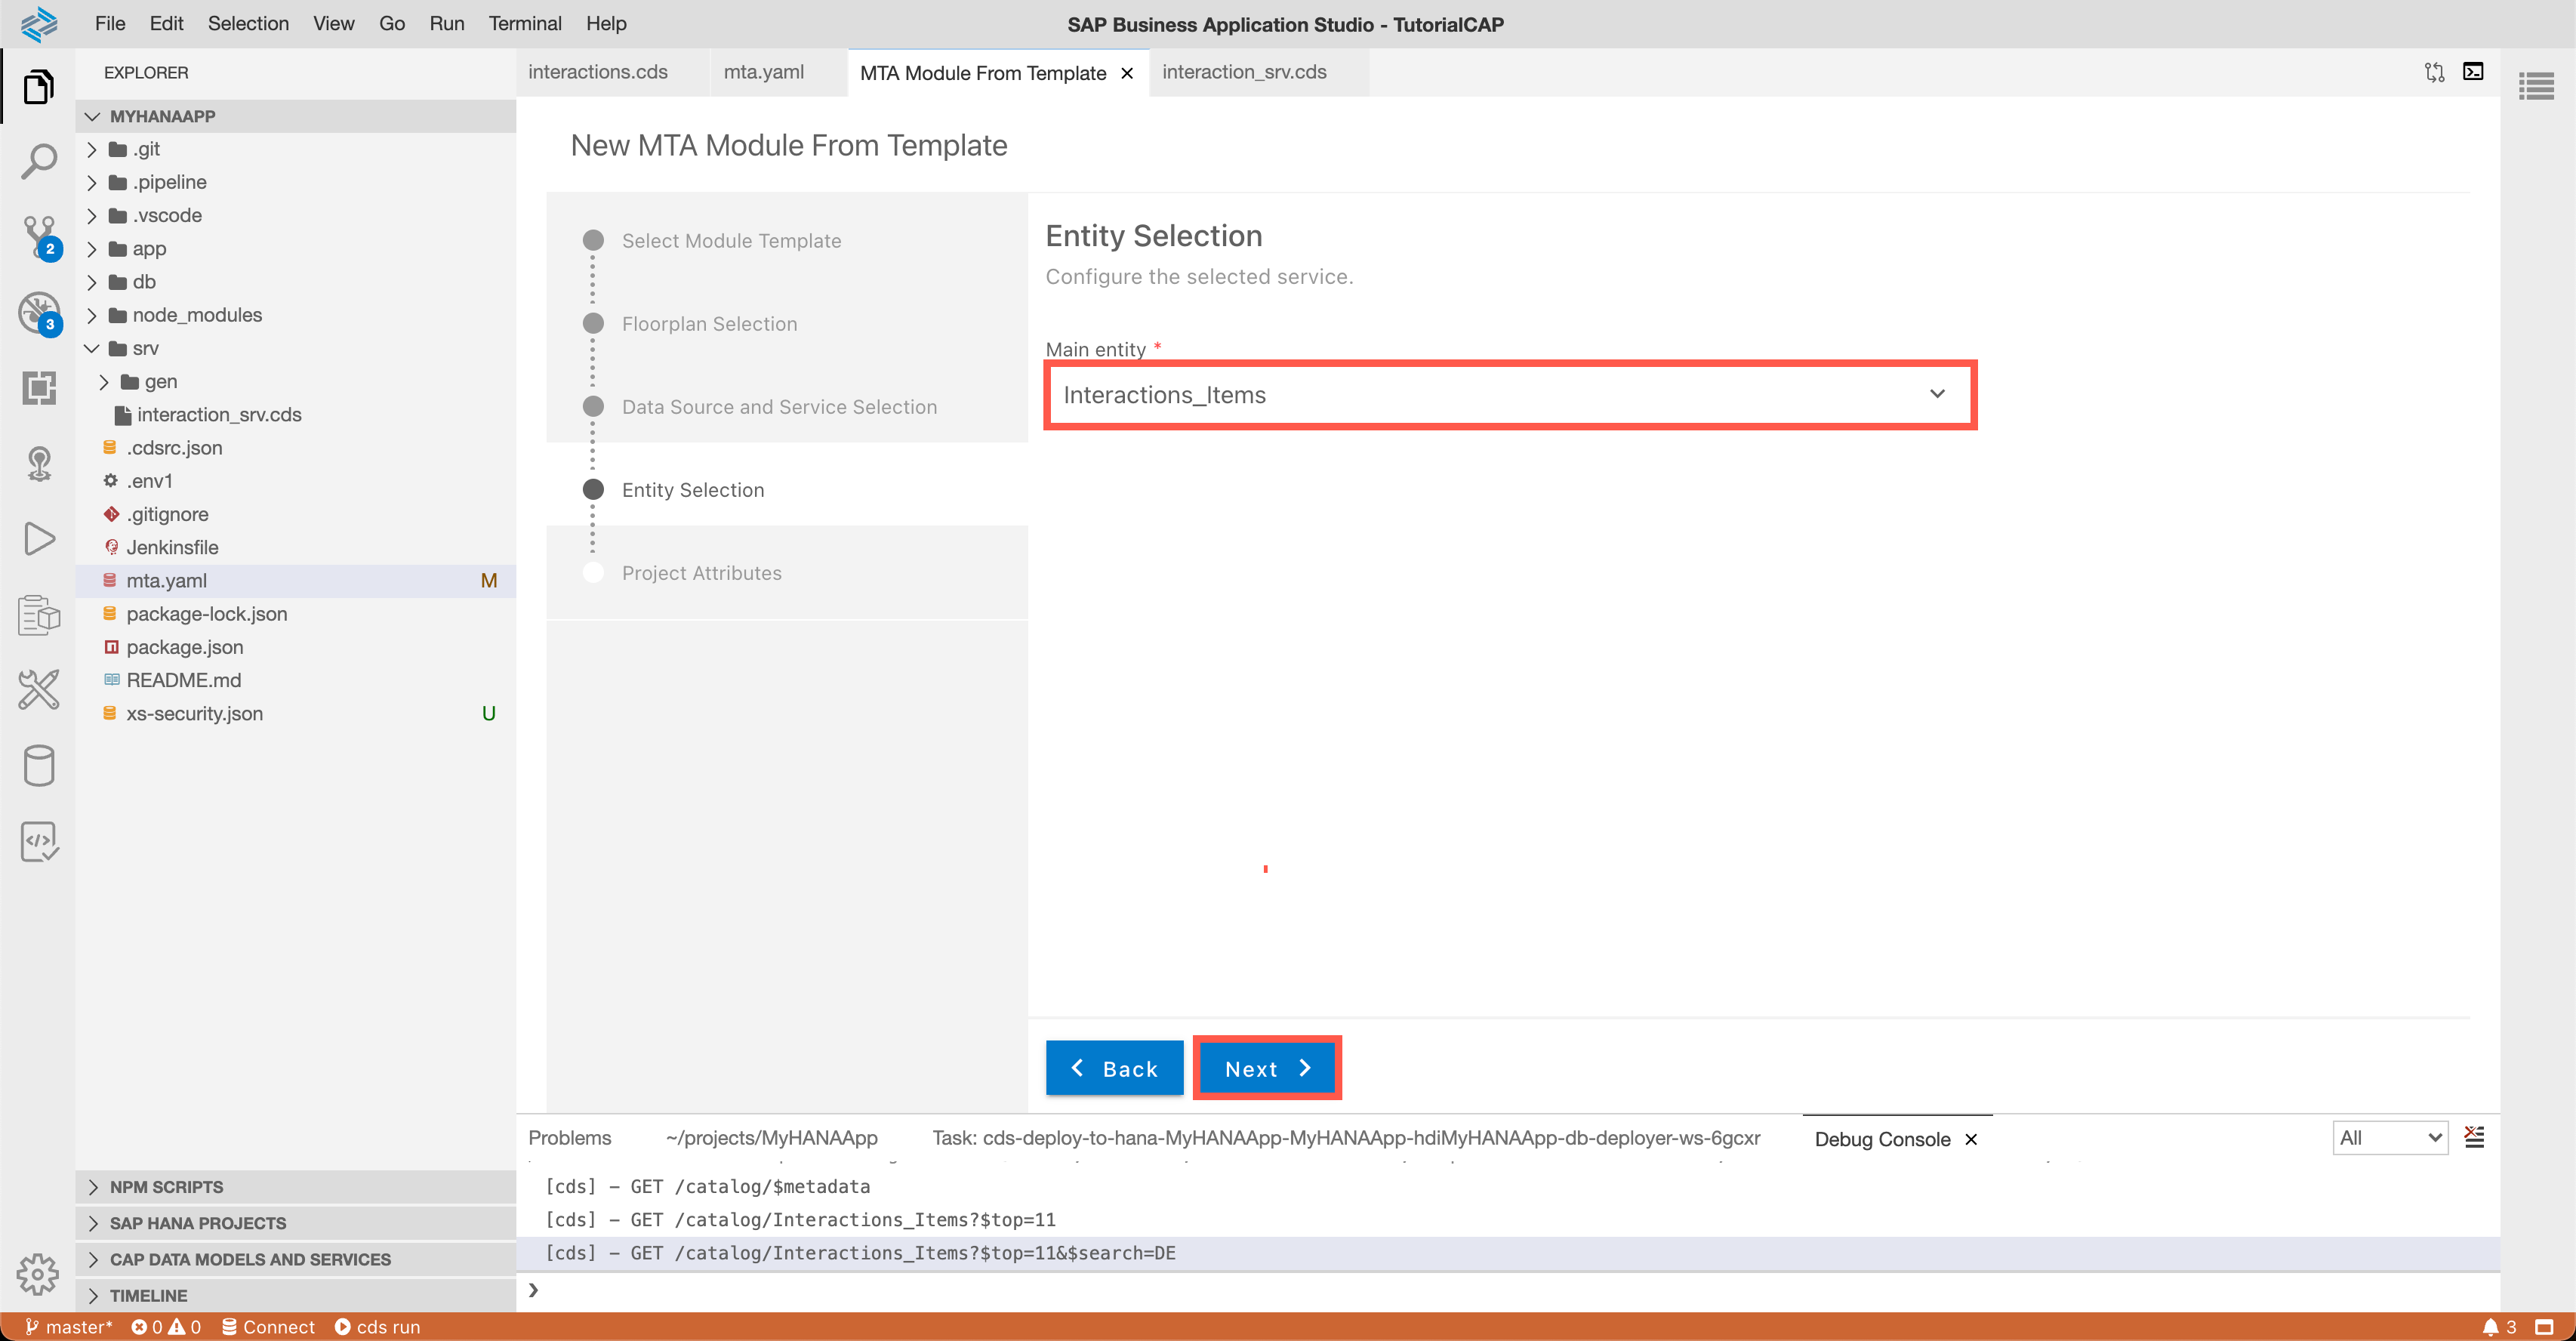 File Edit Selection View Go Run Terminal Help
SAP Business Application Studio - TutorialCAP
EXPLORER
MYHANAAPP
.git
.pipeline
.vscode
app
db
node_modules
srv
gen
interaction_srv.cds
.cdsrc.json
.env1
.gitignore
Jenkinsfile
mta.yaml M
package-lock.json
package.json
README.md
xs-security.json U
NPM SCRIPTS
SAP HANA PROJECTS
CAP DATA MODELS AND SERVICES
TIMELINE
2
3
interactions.cds mta.yaml MTA Module From Template interaction_srv.cds
New MTA Module From Template
Select Module Template
Floorplan Selection
Data Source and Service Selection
Entity Selection
Project Attributes
Entity Selection
Configure the selected service.
Main entity *
Interactions_Items
Back Next
Problems ~/projects/MyHANAApp Task: cds-deploy-to-hana-MyHANAApp-MyHANAApp-hdiMyHANAApp-db-deployer-ws-6gcxr Debug Console All
[cds] - GET /catalog/$metadata
[cds] - GET /catalog/Interactions_Items?$top=11
[cds] - GET /catalog/Interactions_Items?$top=11&$search=DE
master* 0 0 Connect cds run 3